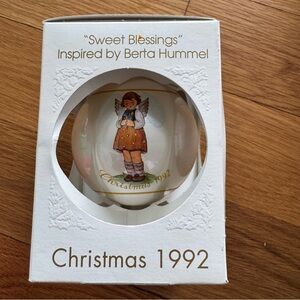 "Sweet Blessings"
Inspired by Berta Hummel
Christmas 1992
Christmas 1992